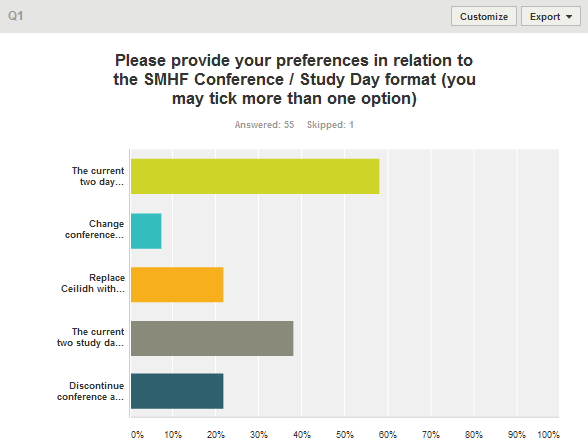 Q1
Customize
Export
Please provide your preferences in relation to
the SMHF Conference / Study Day format (you
may tick more than one option)
Answered: 55 Skipped: 1
The current
two day...
Change
conference...
Replace
Ceilidh with...
The current
two study da...
Discontinue
conference a...
0% 10% 20% 30% 40% 50% 60% 70% 80% 90% 100%